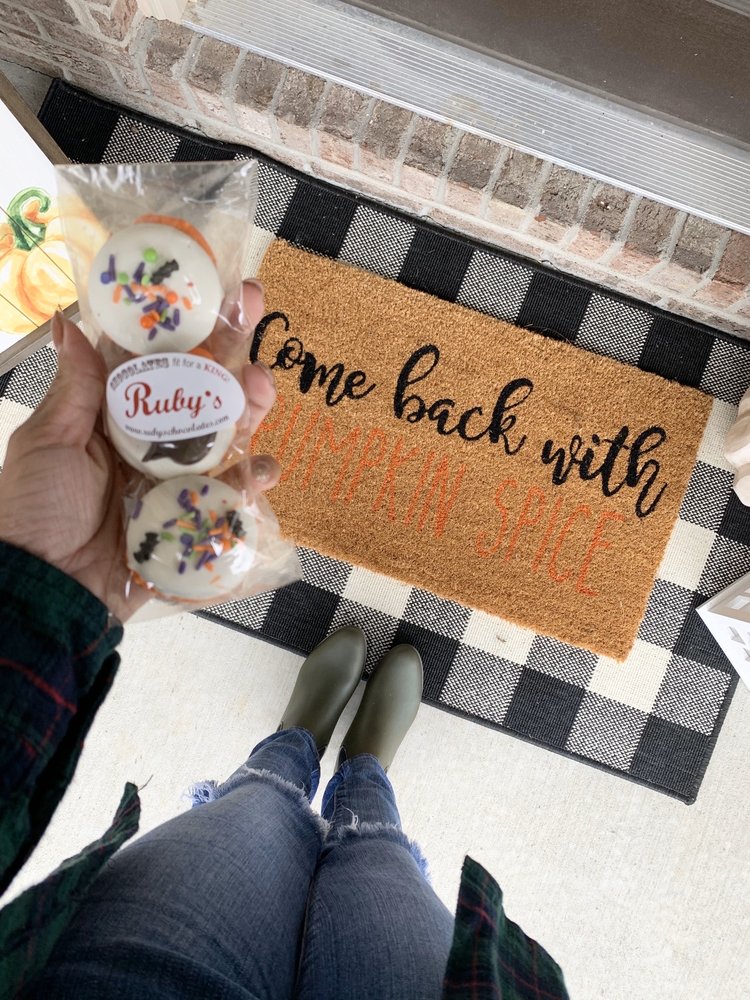 CHOCOLATES fit for a KING!
Ruby's
Come back with
PUMPKIN SPICE